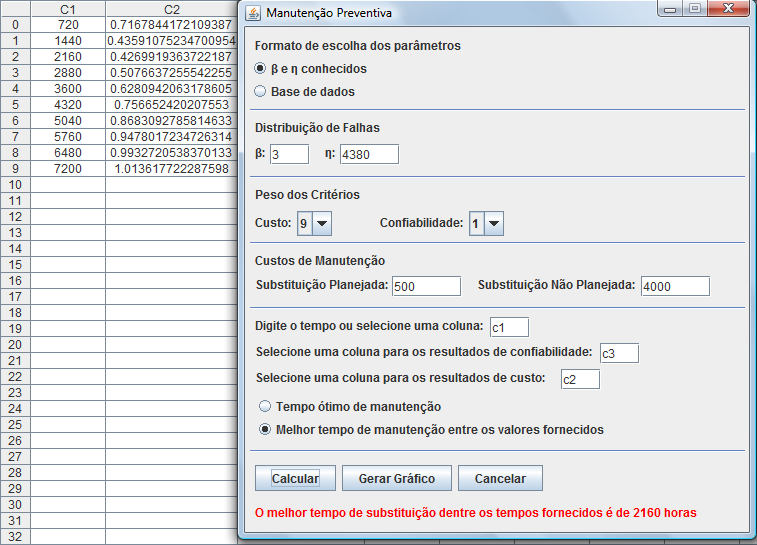 C1 C2
0 720 0.7167844172109387
1 1440 0.43591075234700954
2 2160 0.4269919363722187
3 2880 0.5076637255542255
4 3600 0.6280942063178605
5 4320 0.756652420207553
6 5040 0.8683092785814633
7 5760 0.9478017234726314
8 6480 0.9932720538370133
9 7200 1.013617722287598
10
11
12
13
14
15
16
17
18
19
20
21
22
23
24
25
26
27
28
29
30
31
32
Manutenção Preventiva
Formato de escolha dos parâmetros
β e η conhecidos
Base de dados
Distribuição de Falhas
β: 3 η: 4380
Peso dos Critérios
Custo: 9 Confiabilidade: 1
Custos de Manutenção
Substituição Planejada: 500 Substituição Não Planejada: 4000
Digite o tempo ou selecione uma coluna: c1
Selecione uma coluna para os resultados de confiabilidade: c3
Selecione uma coluna para os resultados de custo: c2
Tempo ótimo de manutenção
Melhor tempo de manutenção entre os valores fornecidos
Calcular Gerar Gráfico Cancelar
O melhor tempo de substituição dentre os tempos fornecidos é de 2160 horas